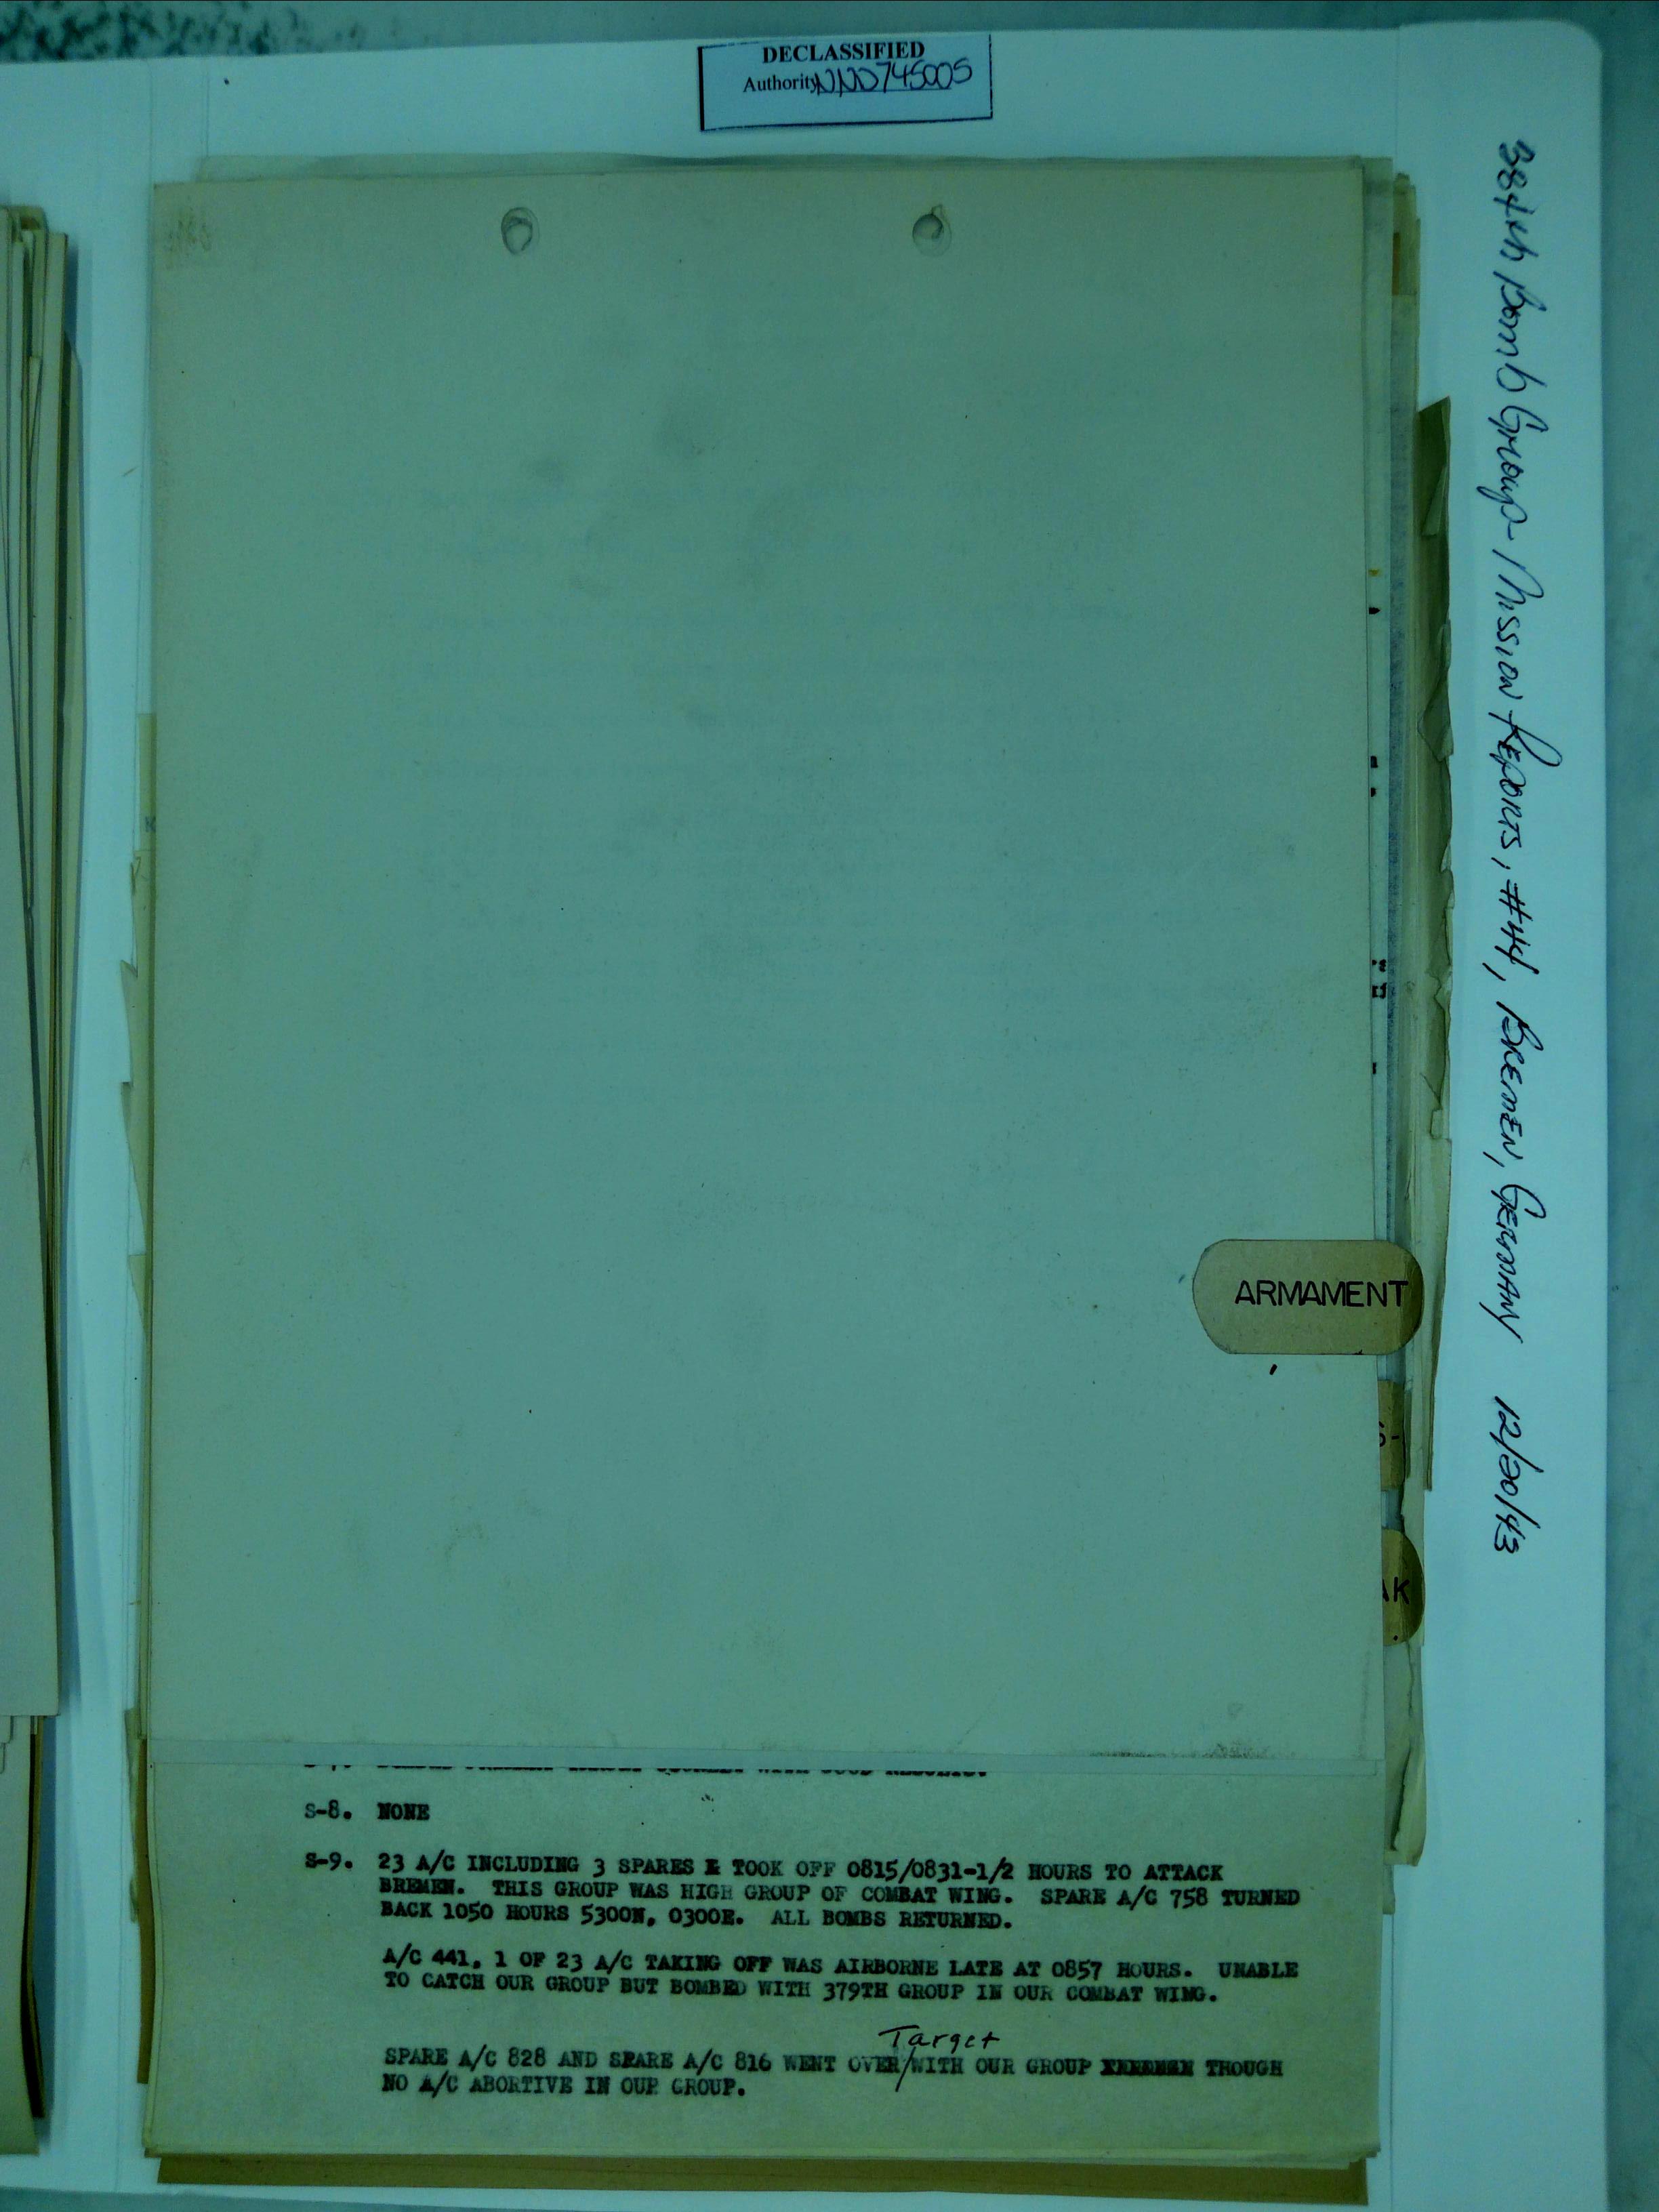 DECLASSIFIED
Authority NND745005
384th Bomb Group - Mission Reports, #44, Bremen, Germany 12/20/43
ARMAMENT
AK
S-8. NONE
S-9. 23 A/C INCLUDING 3 SPARES TOOK OFF 0815/0831-1/2 HOURS TO ATTACK
BREMEN. THIS GROUP WAS HIGH GROUP OF COMBAT WING. SPARE A/C 758 TURNED
BACK 1050 HOURS 5300N, 0300E. ALL BOMBS RETURNED.
A/C 441, 1 OF 23 A/C TAKING OFF WAS AIRBORNE LATE AT 0857 HOURS. UNABLE
TO CATCH OUR GROUP BUT BOMBED WITH 379TH GROUP IN OUR COMBAT WING.
Target
SPARE A/C 828 AND SPARE A/C 816 WENT OVER/WITH OUR GROUP THOUGH
NO A/C ABORTIVE IN OUR GROUP.